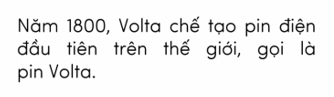 Năm 1800, Volta chế tạo pin điện
đầu tiên trên thế giới, gọi là
pin Volta.